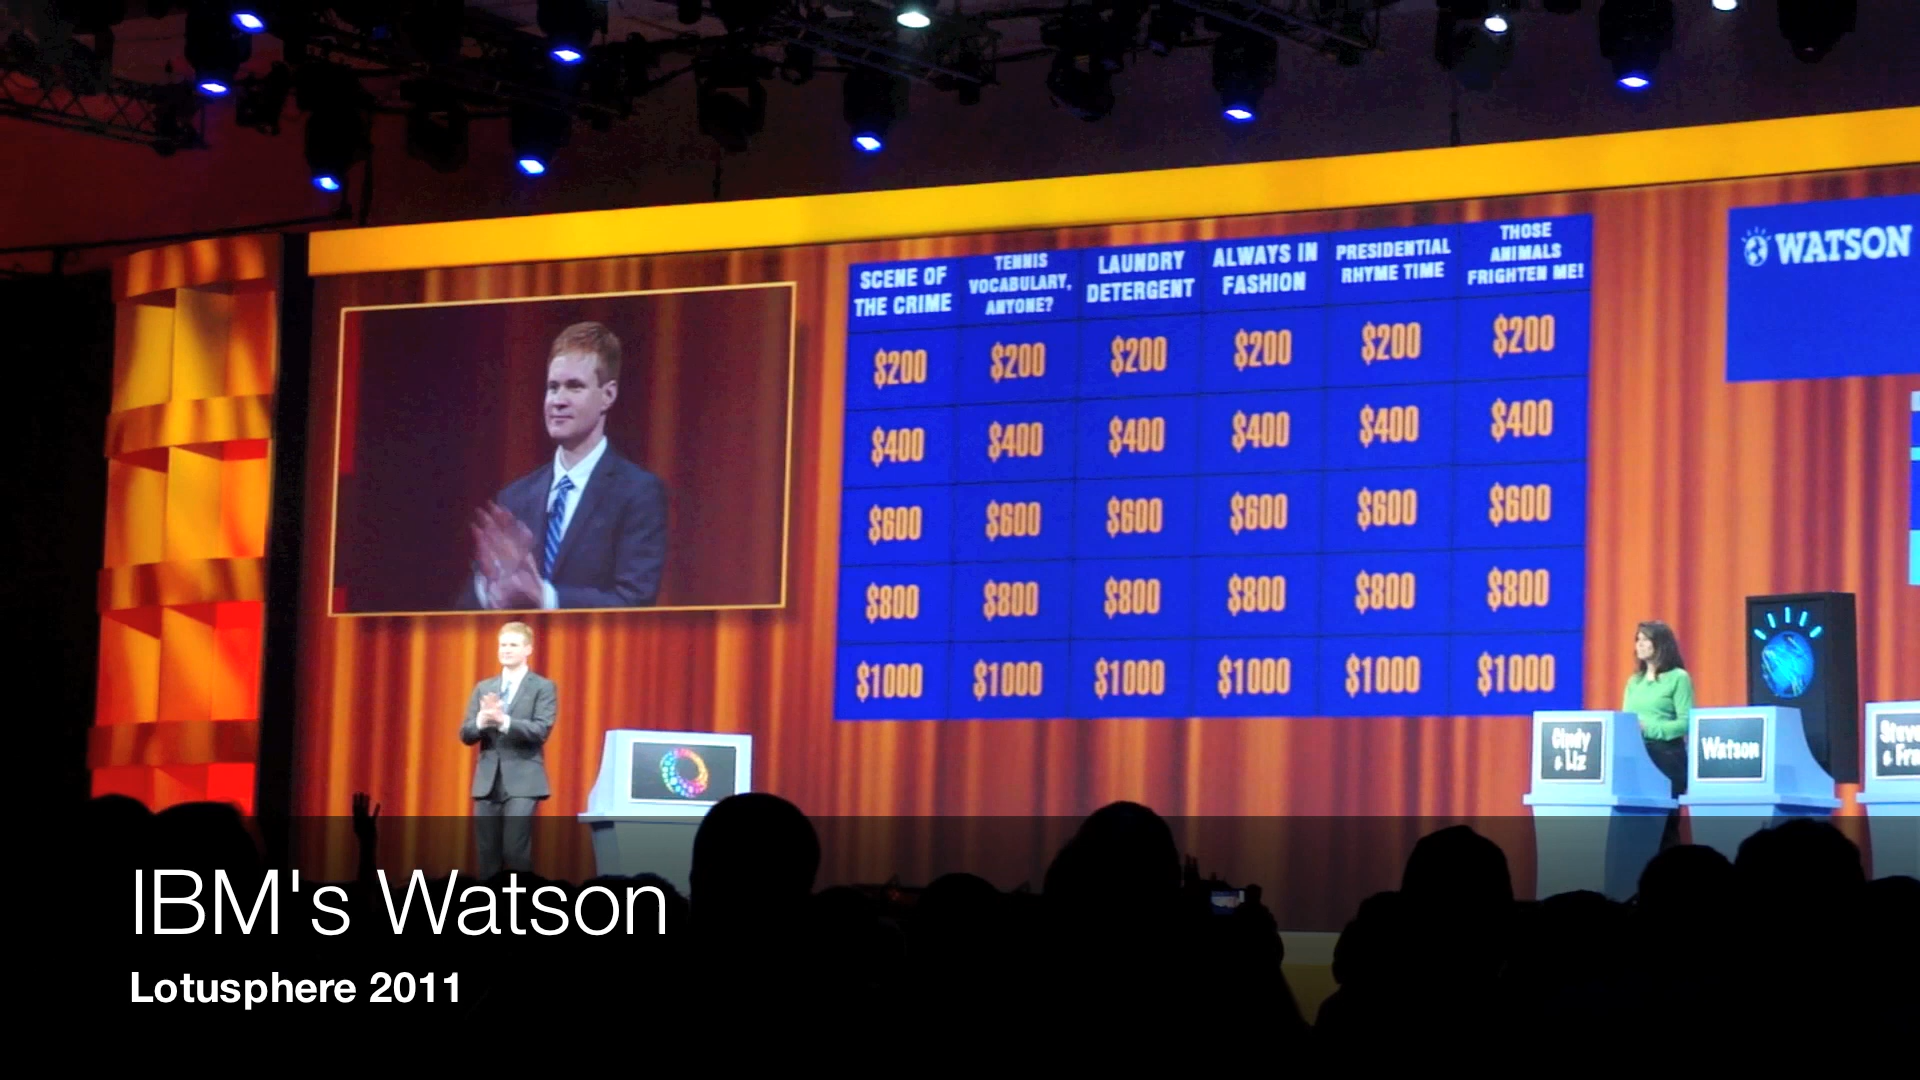 SCENE OF
THE CRIME
TENNIS
VOCABULARY,
ANYONE?
LAUNDRY
DETERGENT
ALWAYS IN
FASHION
PRESIDENTIAL
RHYME TIME
THOSE
ANIMALS
FRIGHTEN ME!
$200 $200 $200 $200 $200 $200
$400 $400 $400 $400 $400 $400
$600 $600 $600 $600 $600 $600
$800 $800 $800 $800 $800 $800
$1000 $1000 $1000 $1000 $1000 $1000
WATSON
Cindy
& Liz
Watson
Steve
IBM's Watson
Lotusphere 2011